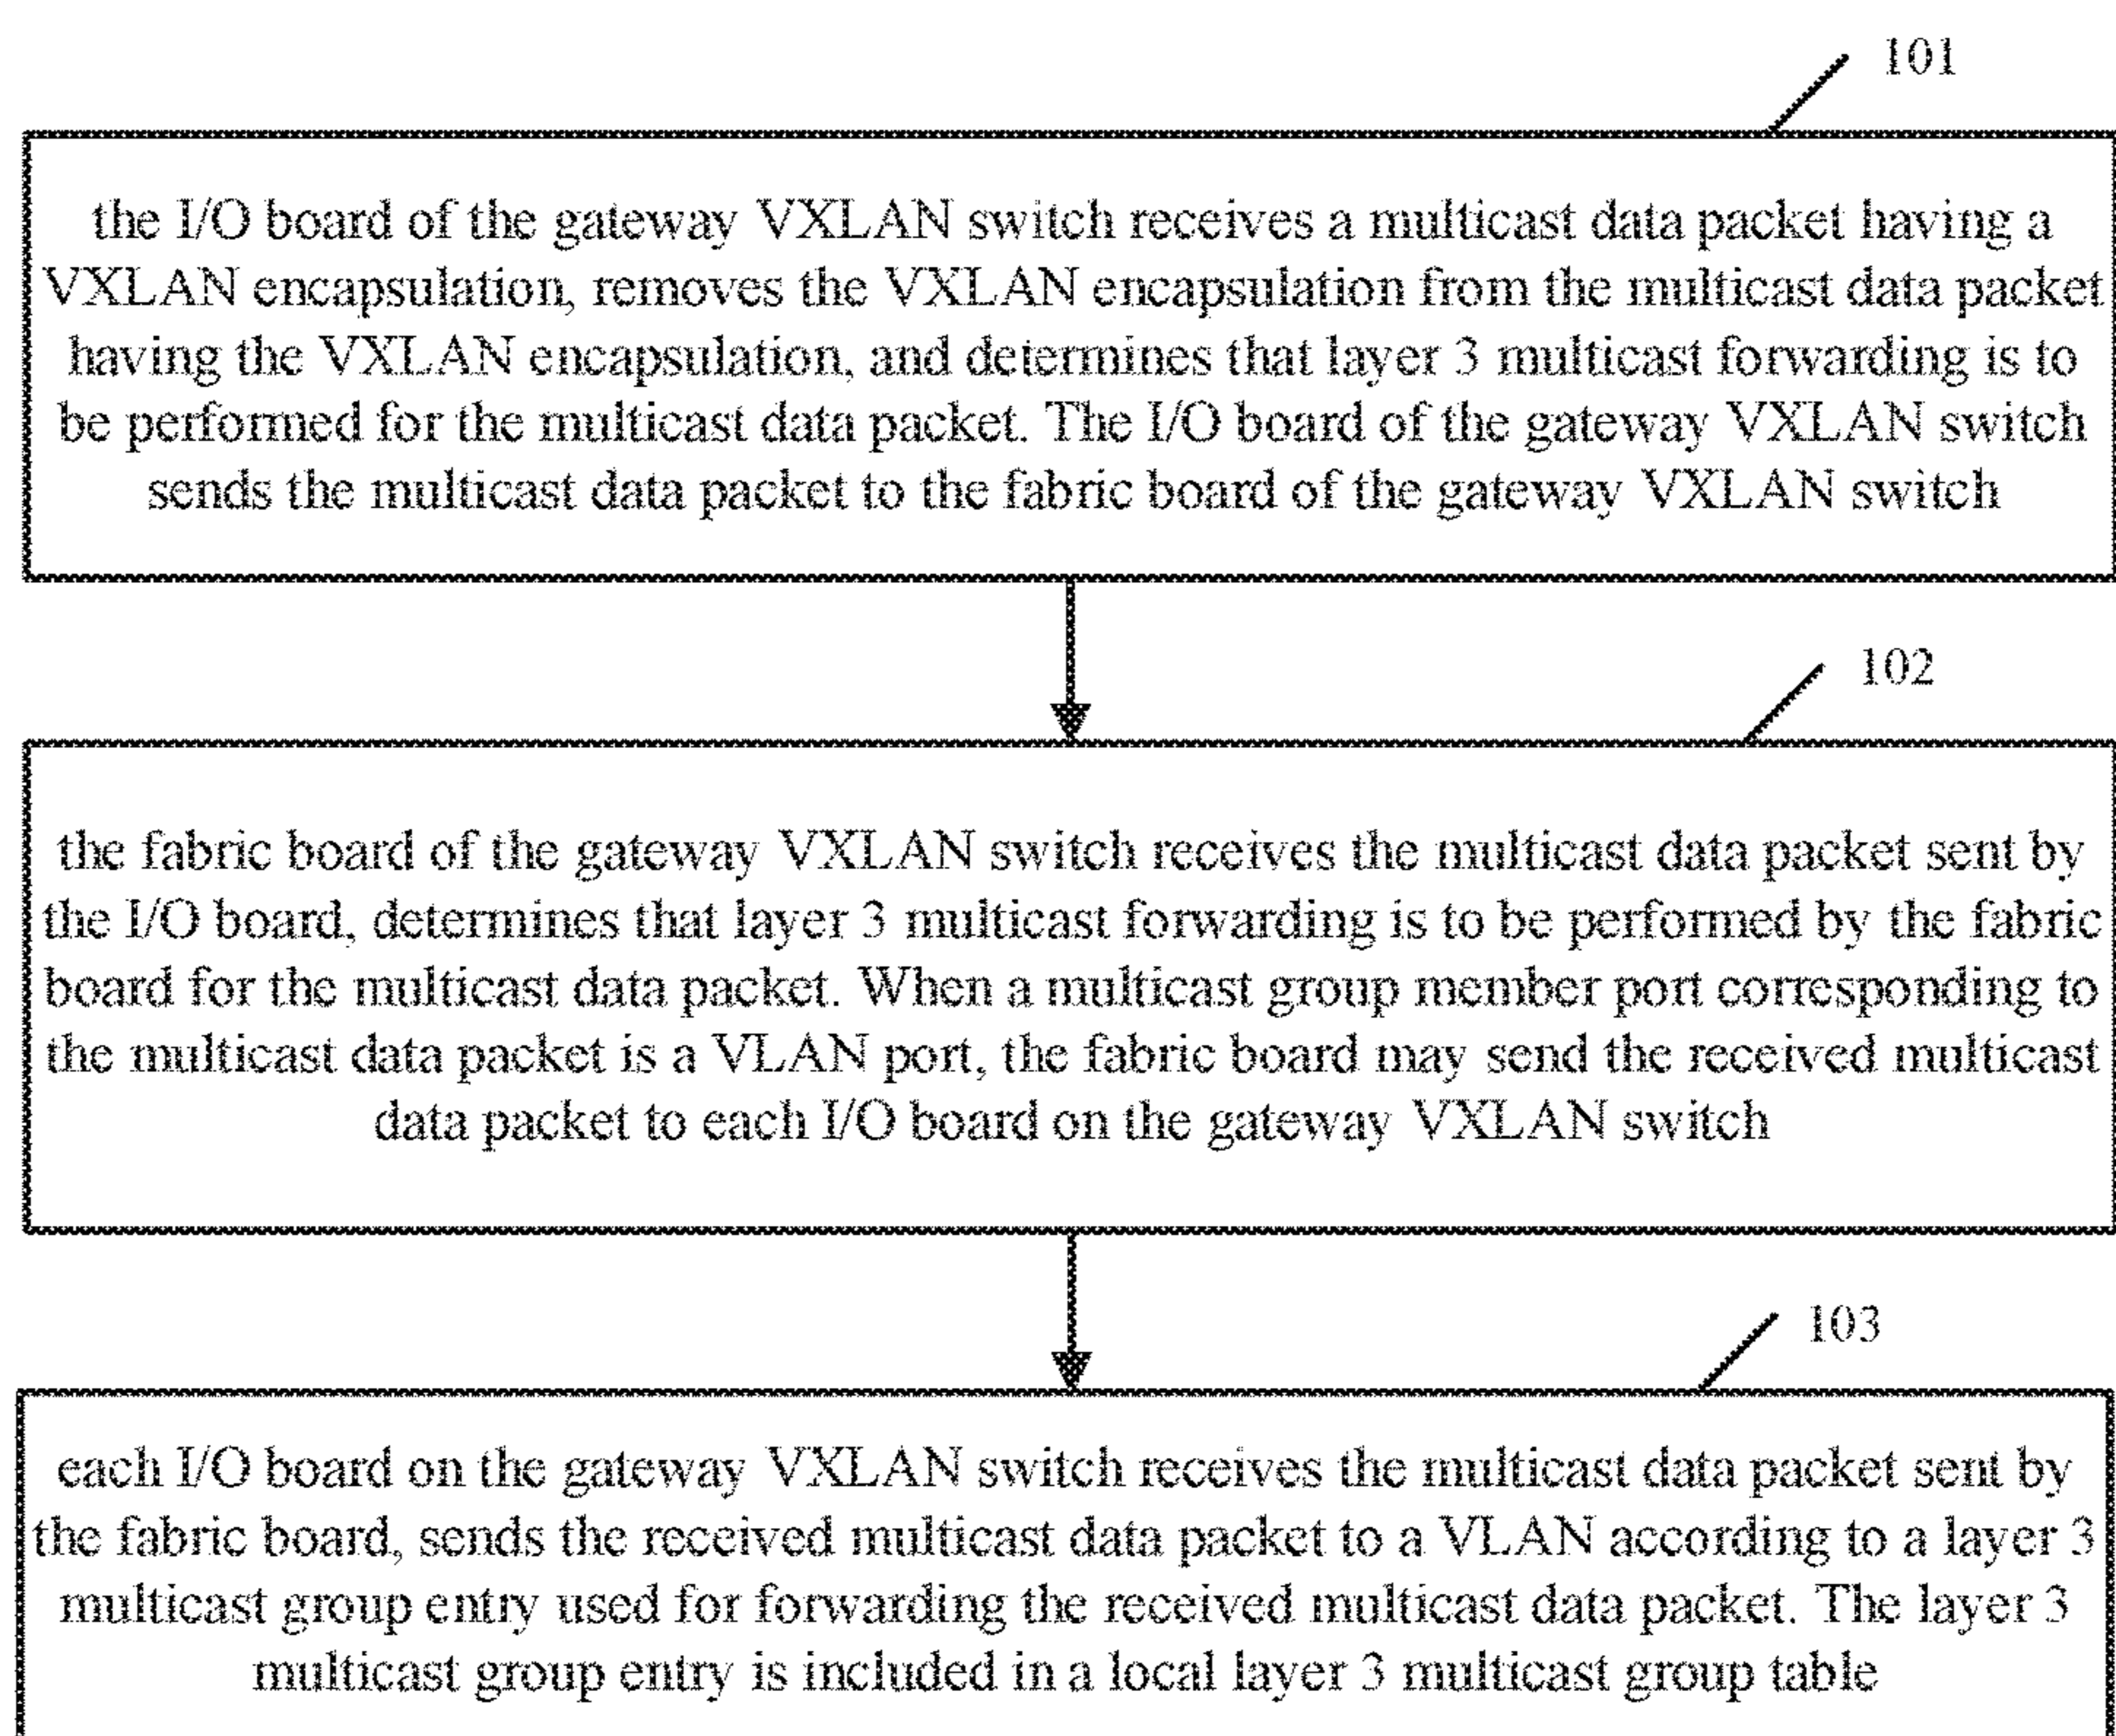 101
the I/O board of the gateway VXLAN switch receives a multicast data packet having a
VXLAN encapsulation, removes the VXLAN encapsulation from the multicast data packet
having the VXLAN encapsulation, and determines that layer 3 multicast forwarding is to
be performed for the multicast data packet. The I/O board of the gateway VXLAN switch
sends the multicast data packet to the fabric board of the gateway VXLAN switch
102
the fabric board of the gateway VXLAN switch receives the multicast data packet sent by
the I/O board, determines that layer 3 multicast forwarding is to be performed by the fabric
board for the multicast data packet. When a multicast group member port corresponding to
the multicast data packet is a VLAN port, the fabric board may send the received multicast
data packet to each I/O board on the gateway VXLAN switch
103
each I/O board on the gateway VXLAN switch receives the multicast data packet sent by
the fabric board, sends the received multicast data packet to a VLAN according to a layer 3
multicast group entry used for forwarding the received multicast data packet. The layer 3
multicast group entry is included in a local layer 3 multicast group table